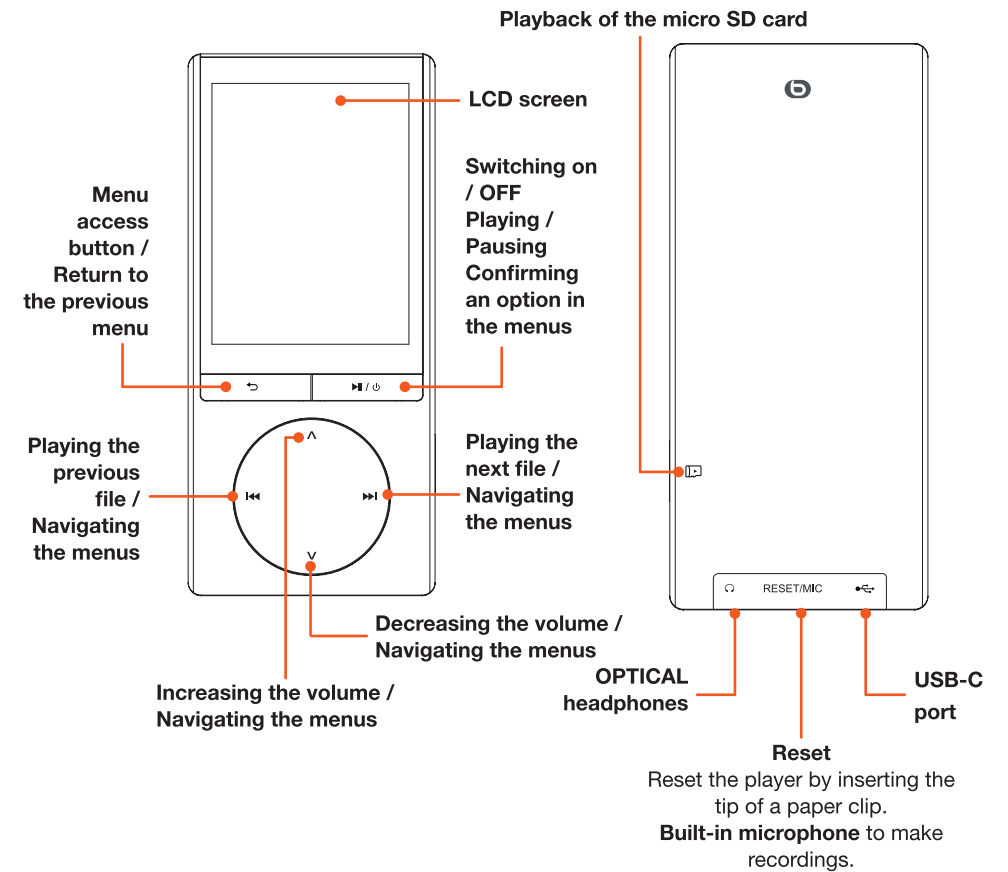 Playback of the micro SD card
LCD screen
Switching on
/ OFF
Playing /
Pausing
Confirming
an option in
the menus
Menu
access
button /
Return to
the previous
menu
Playing the
previous
file /
Navigating
the menus
Playing the
next file /
Navigating
the menus
Decreasing the volume /
Navigating the menus
Increasing the volume /
Navigating the menus
RESET/MIC
OPTICAL
headphones
USB-C
port
Reset
Reset the player by inserting the
tip of a paper clip.
Built-in microphone to make
recordings.